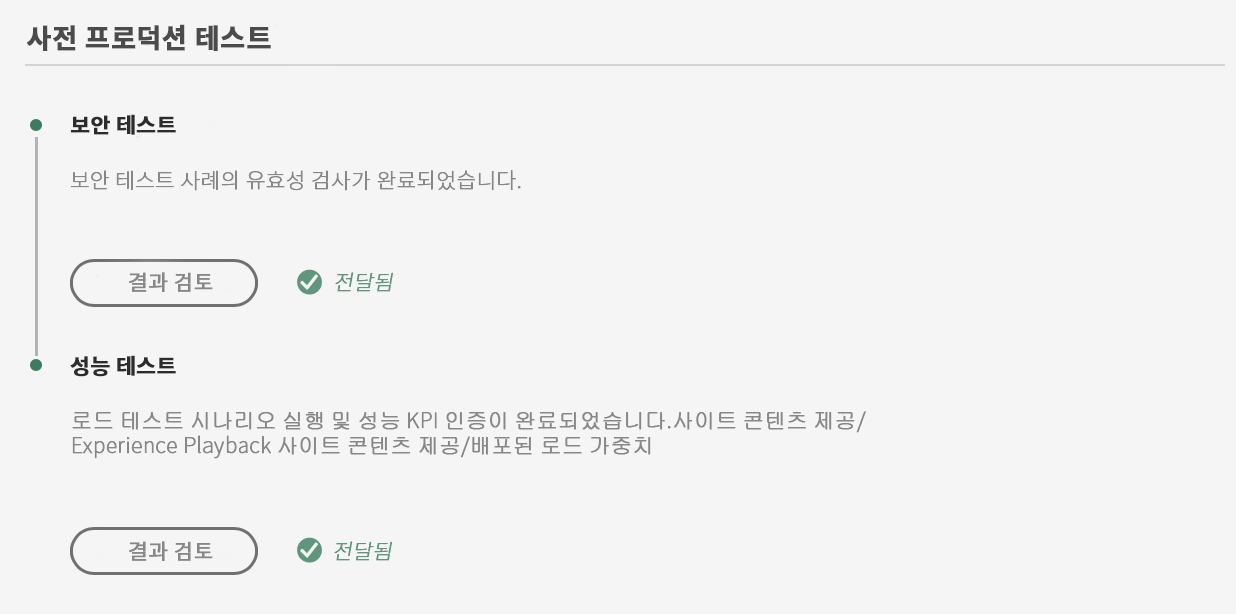 사전 프로덕션 테스트
보안 테스트
보안 테스트 사례의 유효성 검사가 완료되었습니다.
결과 검토
전달됨
성능 테스트
로드 테스트 시나리오 실행 및 성능 KPI 인증이 완료되었습니다.사이트 콘텐츠 제공/
Experience Playback 사이트 콘텐츠 제공/배포된 로드 가중치
결과 검토
전달됨